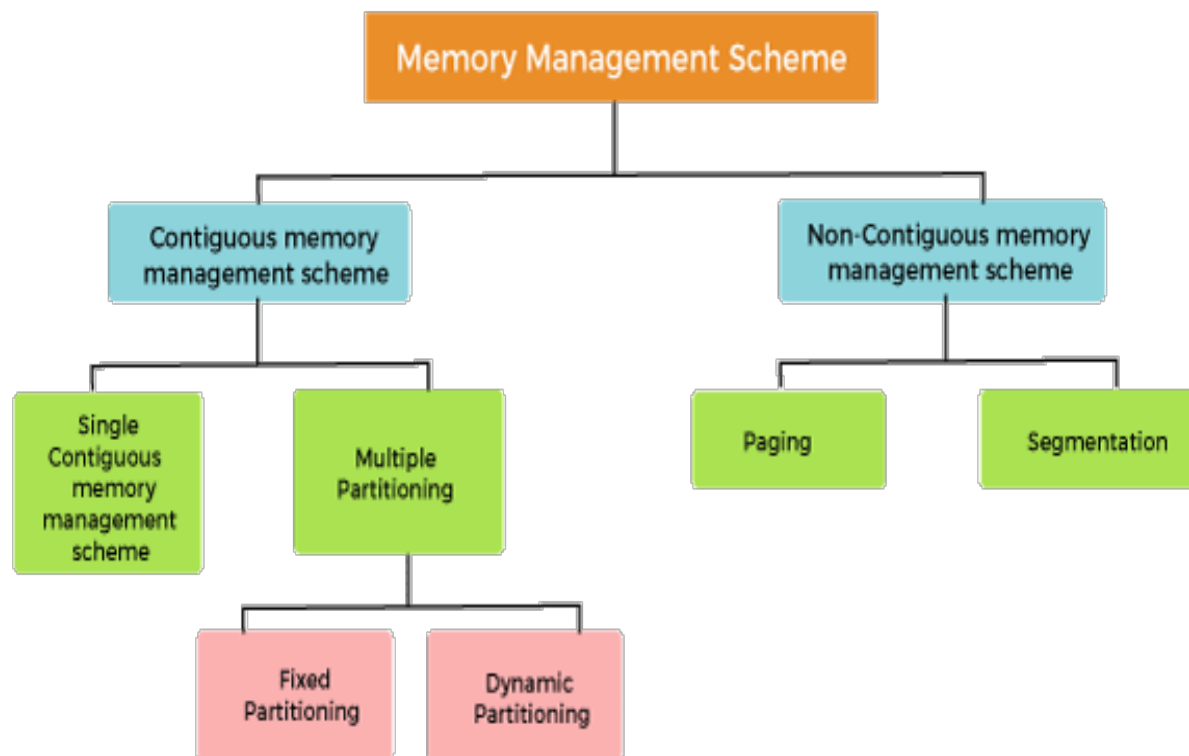 Memory Management Scheme
Contiguous memory
management scheme
Non-Contiguous memory
management scheme
Single
Contiguous
memory
management
scheme
Multiple
Partitioning
Paging
Segmentation
Fixed
Partitioning
Dynamic
Partitioning